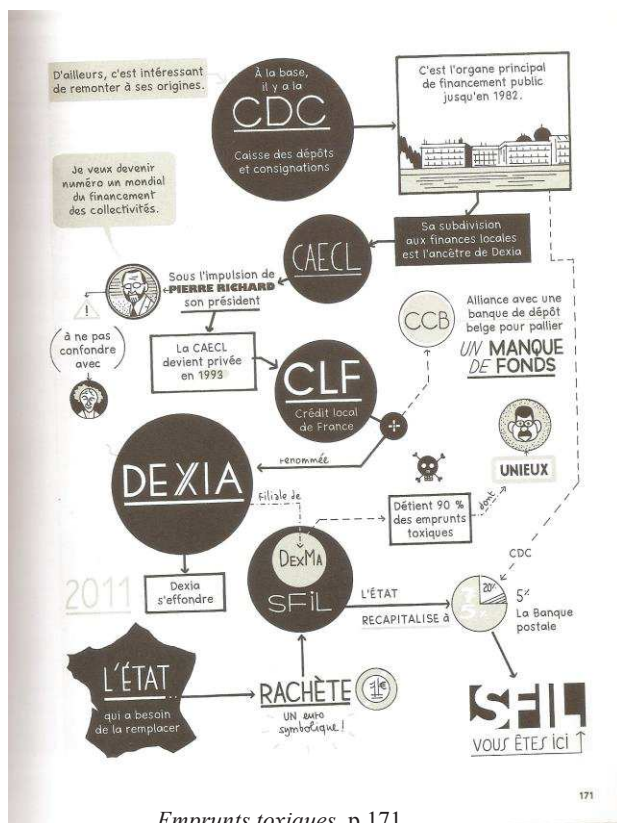 D'ailleurs, c'est intéressant
de remonter à ses origines.
À la base,
il y a la
CDC
Caisse des dépôts
et consignations
C'est l'organe principal
de financement public
jusqu'en 1982.
Je veux devenir
numéro un mondial
du financement
des collectivités.
Sa subdivision
aux finances locales
est l'ancêtre de Dexia
CAECL
Sous l'impulsion de
PIERRE RICHARD
son président
!
à ne pas
confondre
avec
La CAECL
devient privée
en 1993
CLF
Crédit local
de France
CCB
Alliance avec une
banque de dépôt
belge pour pallier
UN MANQUE
DE FONDS
+
renommée
DEXIA
UNIEUX
Filiale de
Détient 90 %
des emprunts
toxiques
dont
DEXMA
SFIL
2011
Dexia
s'effondre
L'ÉTAT
RECAPITALISE à
75%
20%
CDC
5%
La Banque
postale
L'ÉTAT
qui a besoin
de la remplacer
RACHÈTE
1€
UN euro
symbolique !
SFIL
VOUS ÊTES ICI
171
Emprunts toxiques, p.171